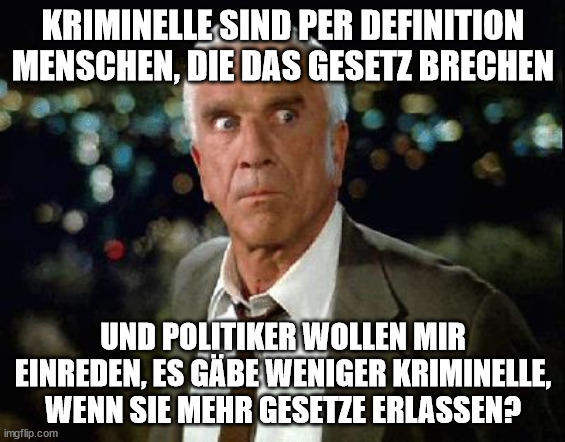 KRIMINELLE SIND PER DEFINITION
MENSCHEN, DIE DAS GESETZ BRECHEN
UND POLITIKER WOLLEN MIR
EINREDEN, ES GÄBE WENIGER KRIMINELLE,
WENN SIE MEHR GESETZE ERLASSEN?
imgflip.com